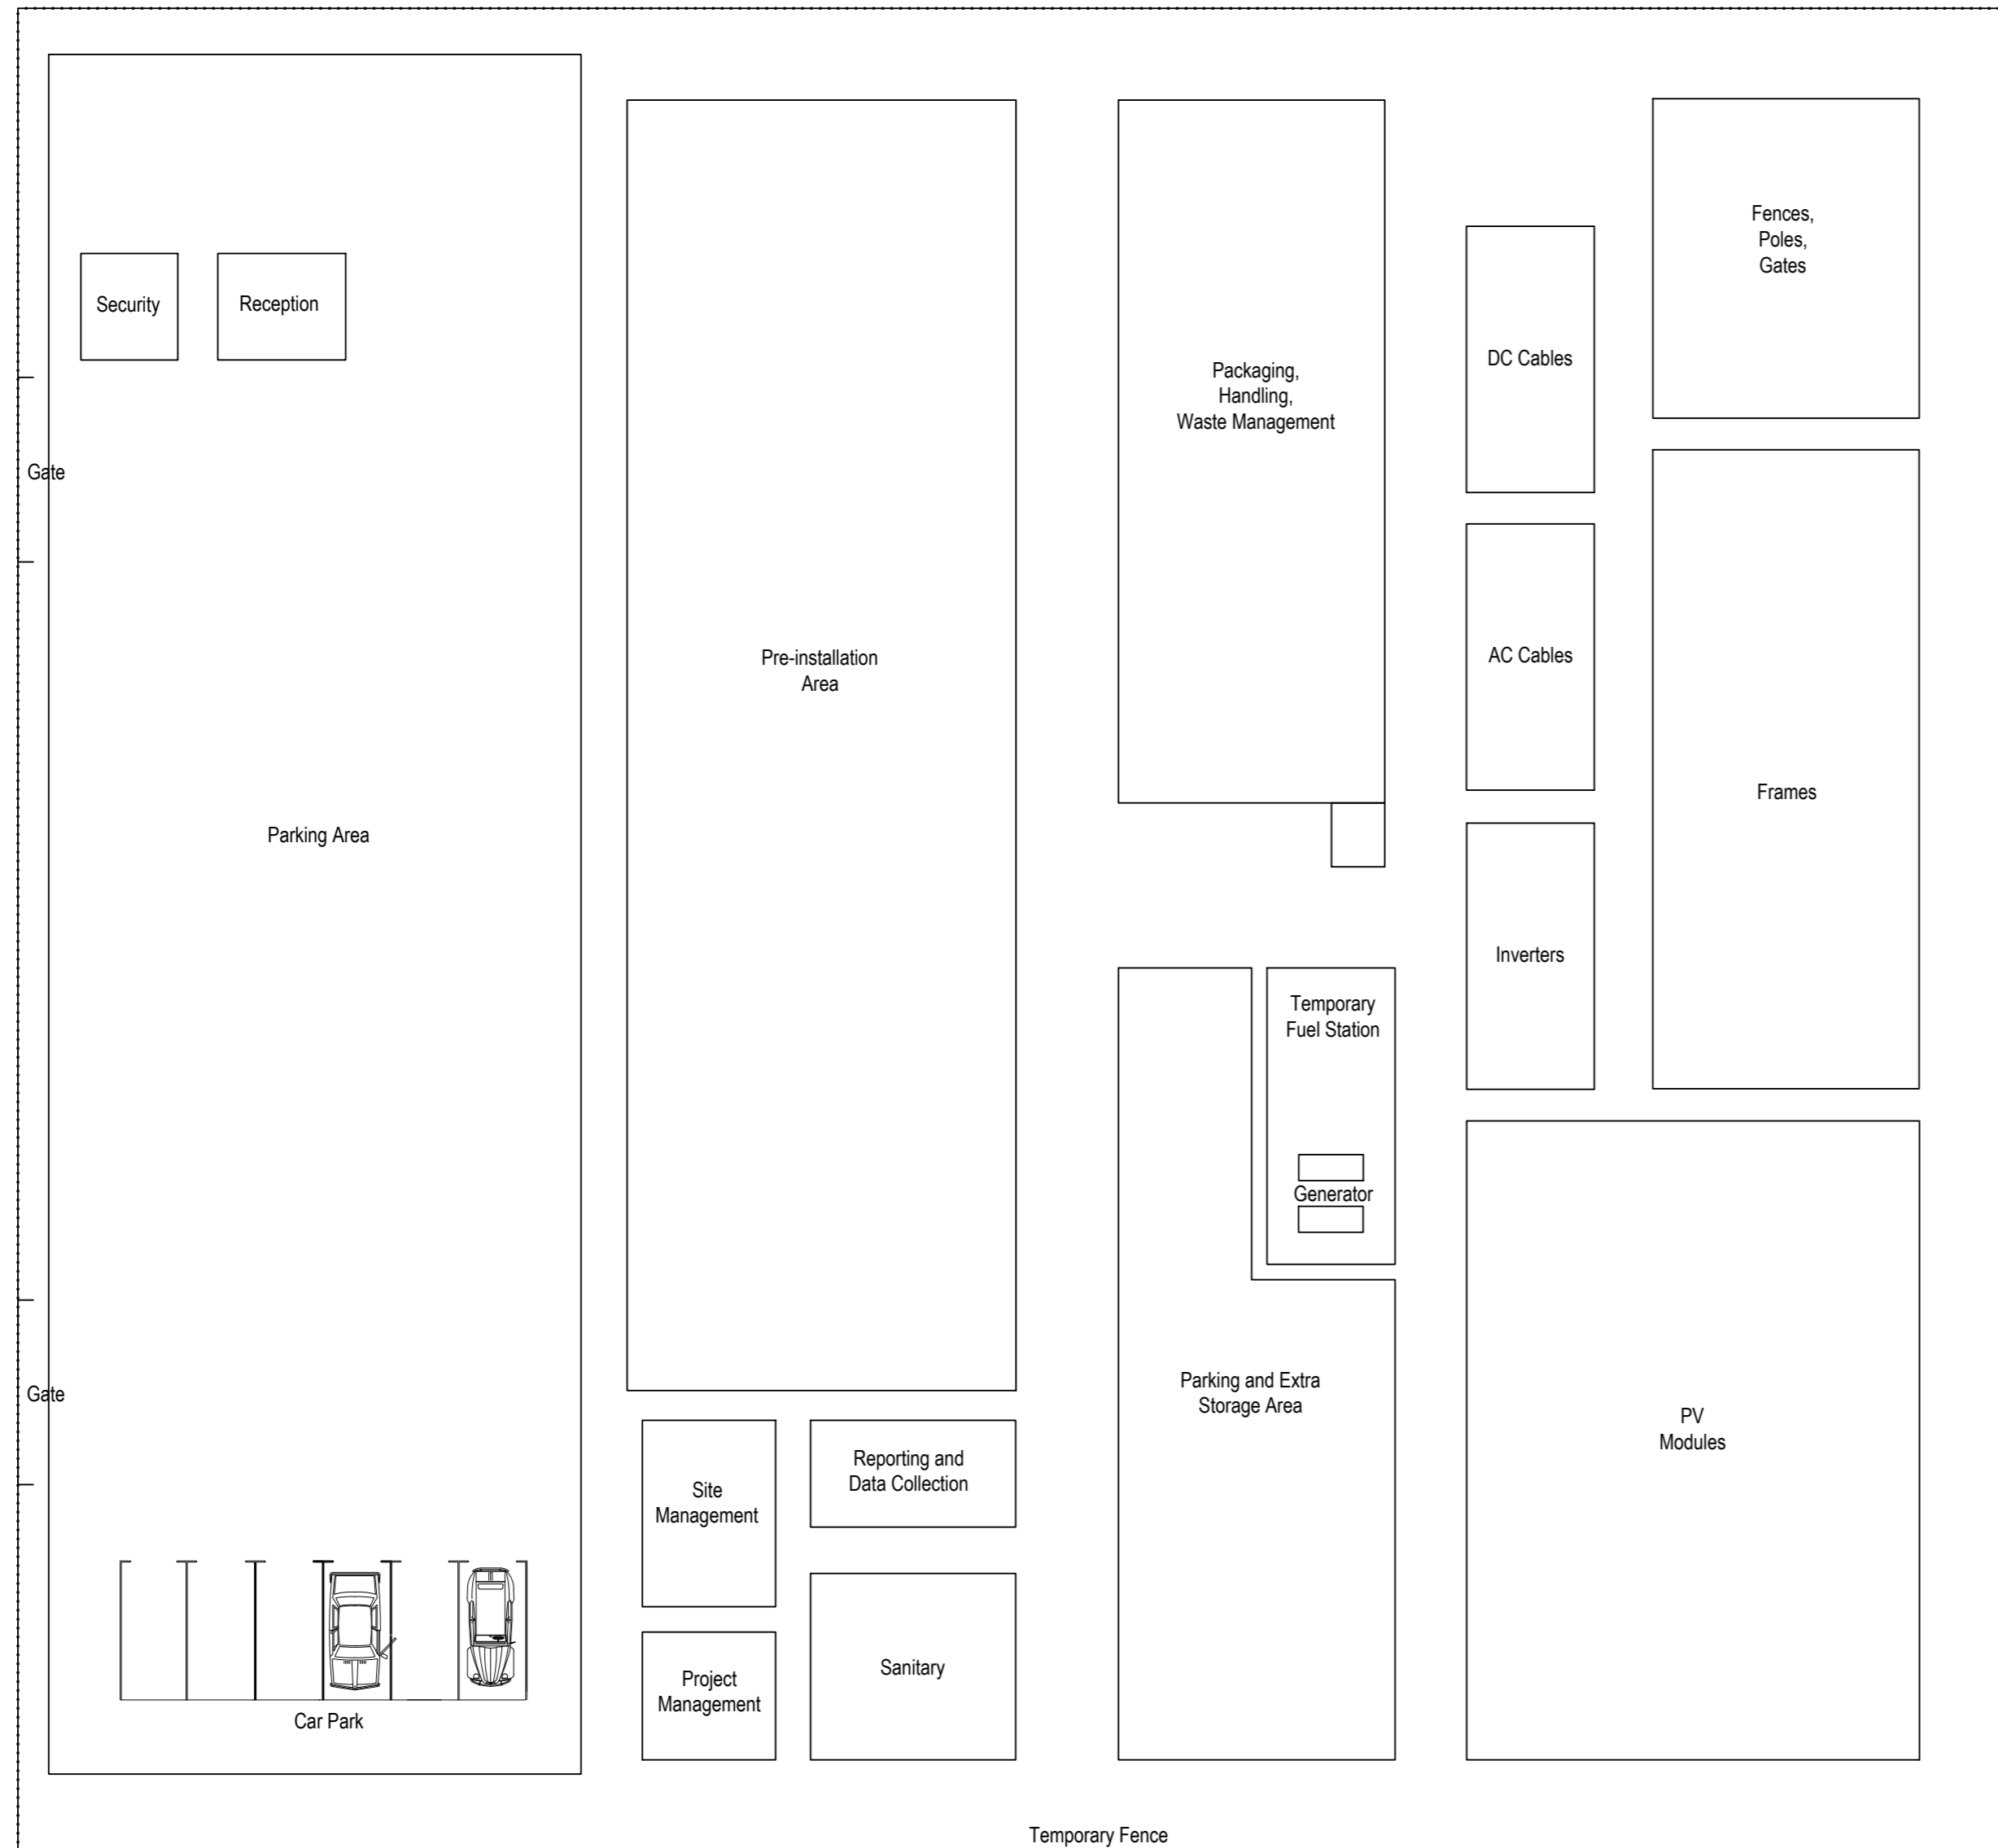 Security
Reception
Gate
Parking Area
Gate
Car Park
Pre-installation
Area
Site
Management
Reporting and
Data Collection
Project
Management
Sanitary
Packaging,
Handling,
Waste Management
Temporary
Fuel Station
Generator
Parking and Extra
Storage Area
DC Cables
AC Cables
Inverters
Fences,
Poles,
Gates
Frames
PV
Modules
Temporary Fence